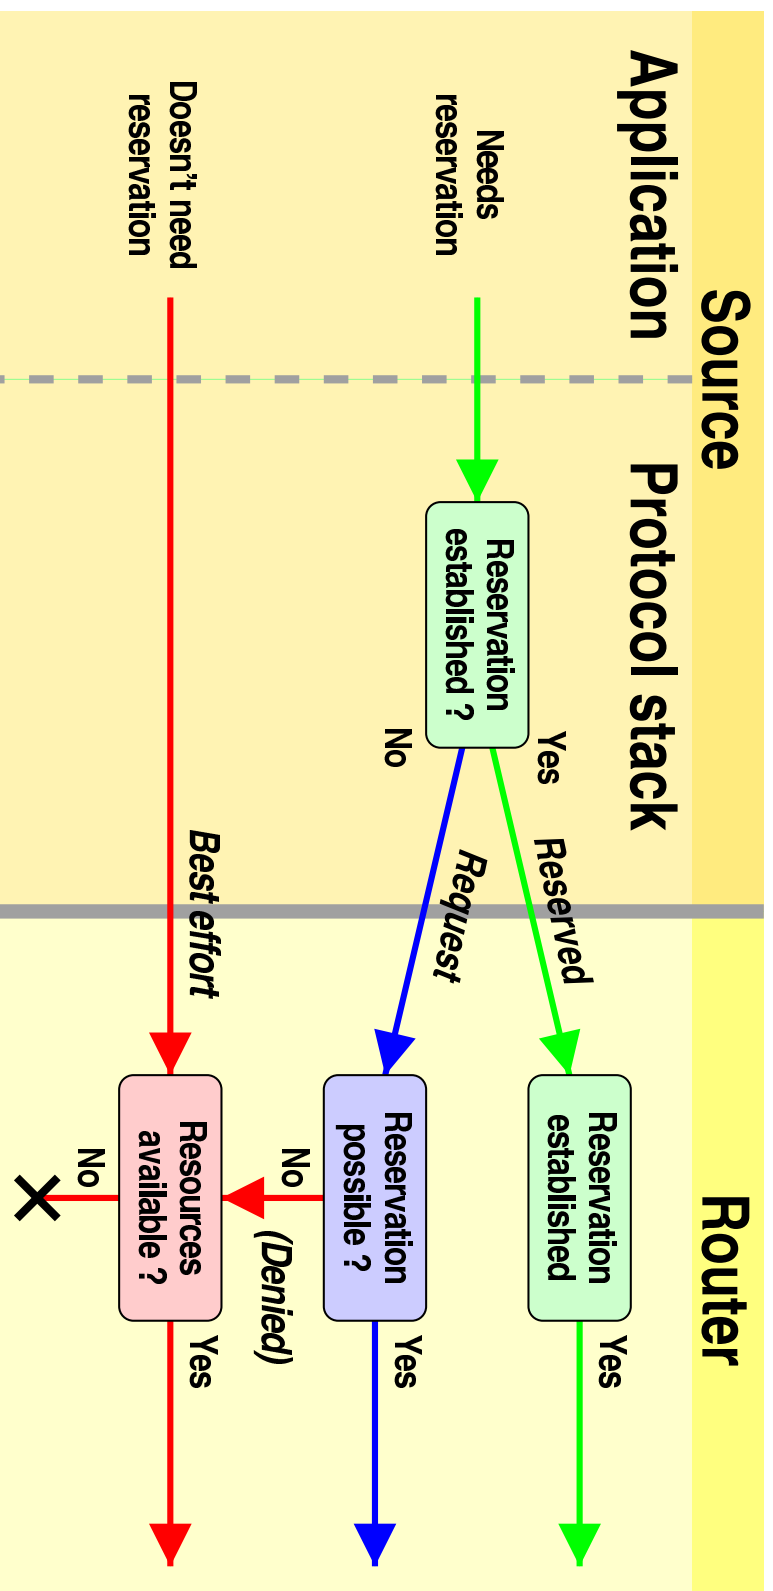 Source
Router
Application
Protocol stack
Needs
reservation
Reservation
established ?
Yes
No
Reserved
Request
Reservation
established
Yes
Reservation
possible ?
Yes
No
(Denied)
Doesn't need
reservation
Best effort
Resources
available ?
Yes
No